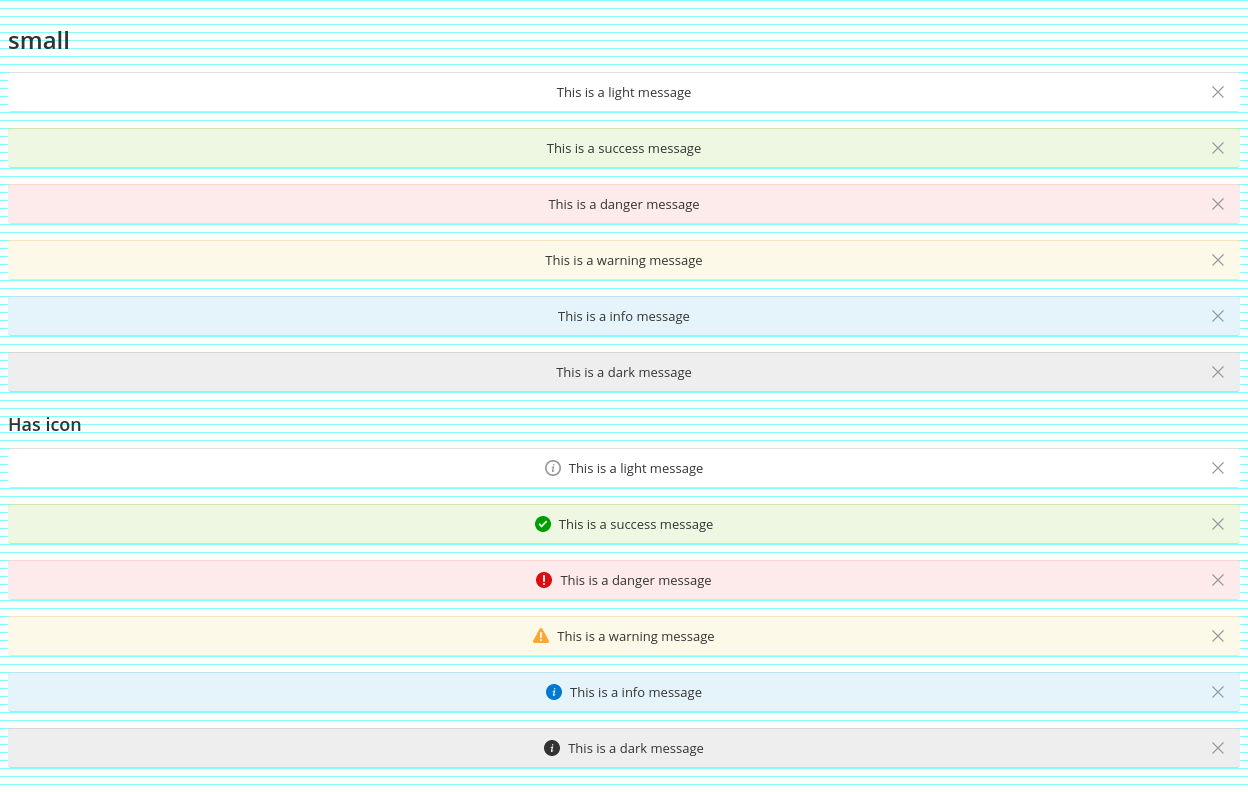 small
This is a light message
This is a success message
This is a danger message
This is a warning message
This is a info message
This is a dark message
Has icon
This is a light message
This is a success message
This is a danger message
This is a warning message
This is a info message
This is a dark message